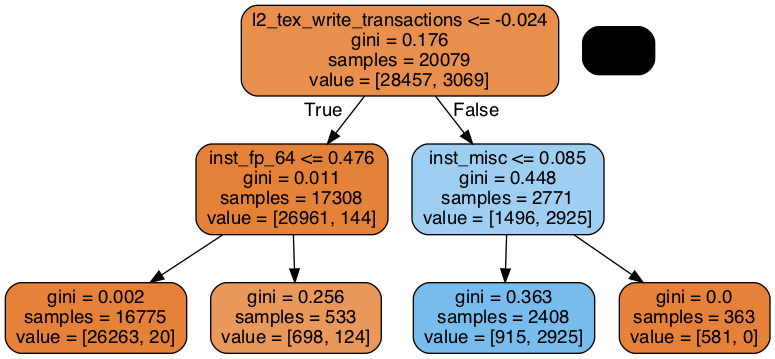 l2_tex_write_transactions <= -0.024
gini = 0.176
samples = 20079
value = [28457, 3069]
True
False
inst_fp_64 <= 0.476
gini = 0.011
samples = 17308
value = [26961, 144]
inst_misc <= 0.085
gini = 0.448
samples = 2771
value = [1496, 2925]
gini = 0.002
samples = 16775
value = [26263, 20]
gini = 0.256
samples = 533
value = [698, 124]
gini = 0.363
samples = 2408
value = [915, 2925]
gini = 0.0
samples = 363
value = [581, 0]